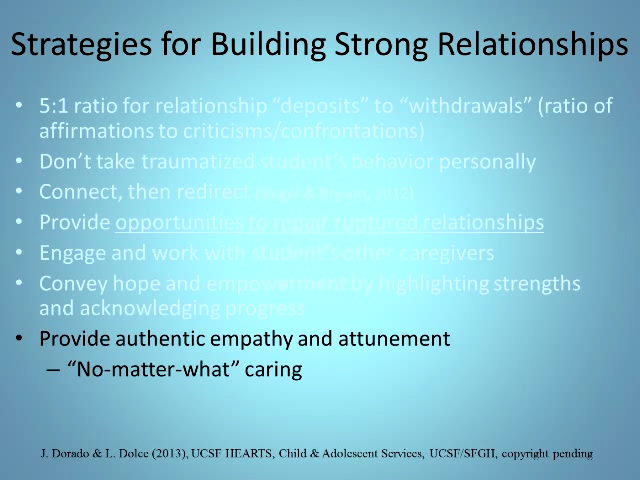 Strategies for Building Strong Relationships
• 5:1 ratio for relationship “deposits” to “withdrawals” (ratio of
affirmations to criticisms/confrontations)
• Don’t take traumatized student’s behavior personally
• Connect, then redirect (Siegel & Bryson, 2012)
• Provide opportunities to repair ruptured relationships
• Engage and work with student’s other caregivers
• Convey hope and empowerment by highlighting strengths
and acknowledging progress
• Provide authentic empathy and attunement
– “No-matter-what” caring
J. Dorado & L. Dolce (2013), UCSF HEARTS, Child & Adolescent Services, UCSF/SFGH, copyright pending